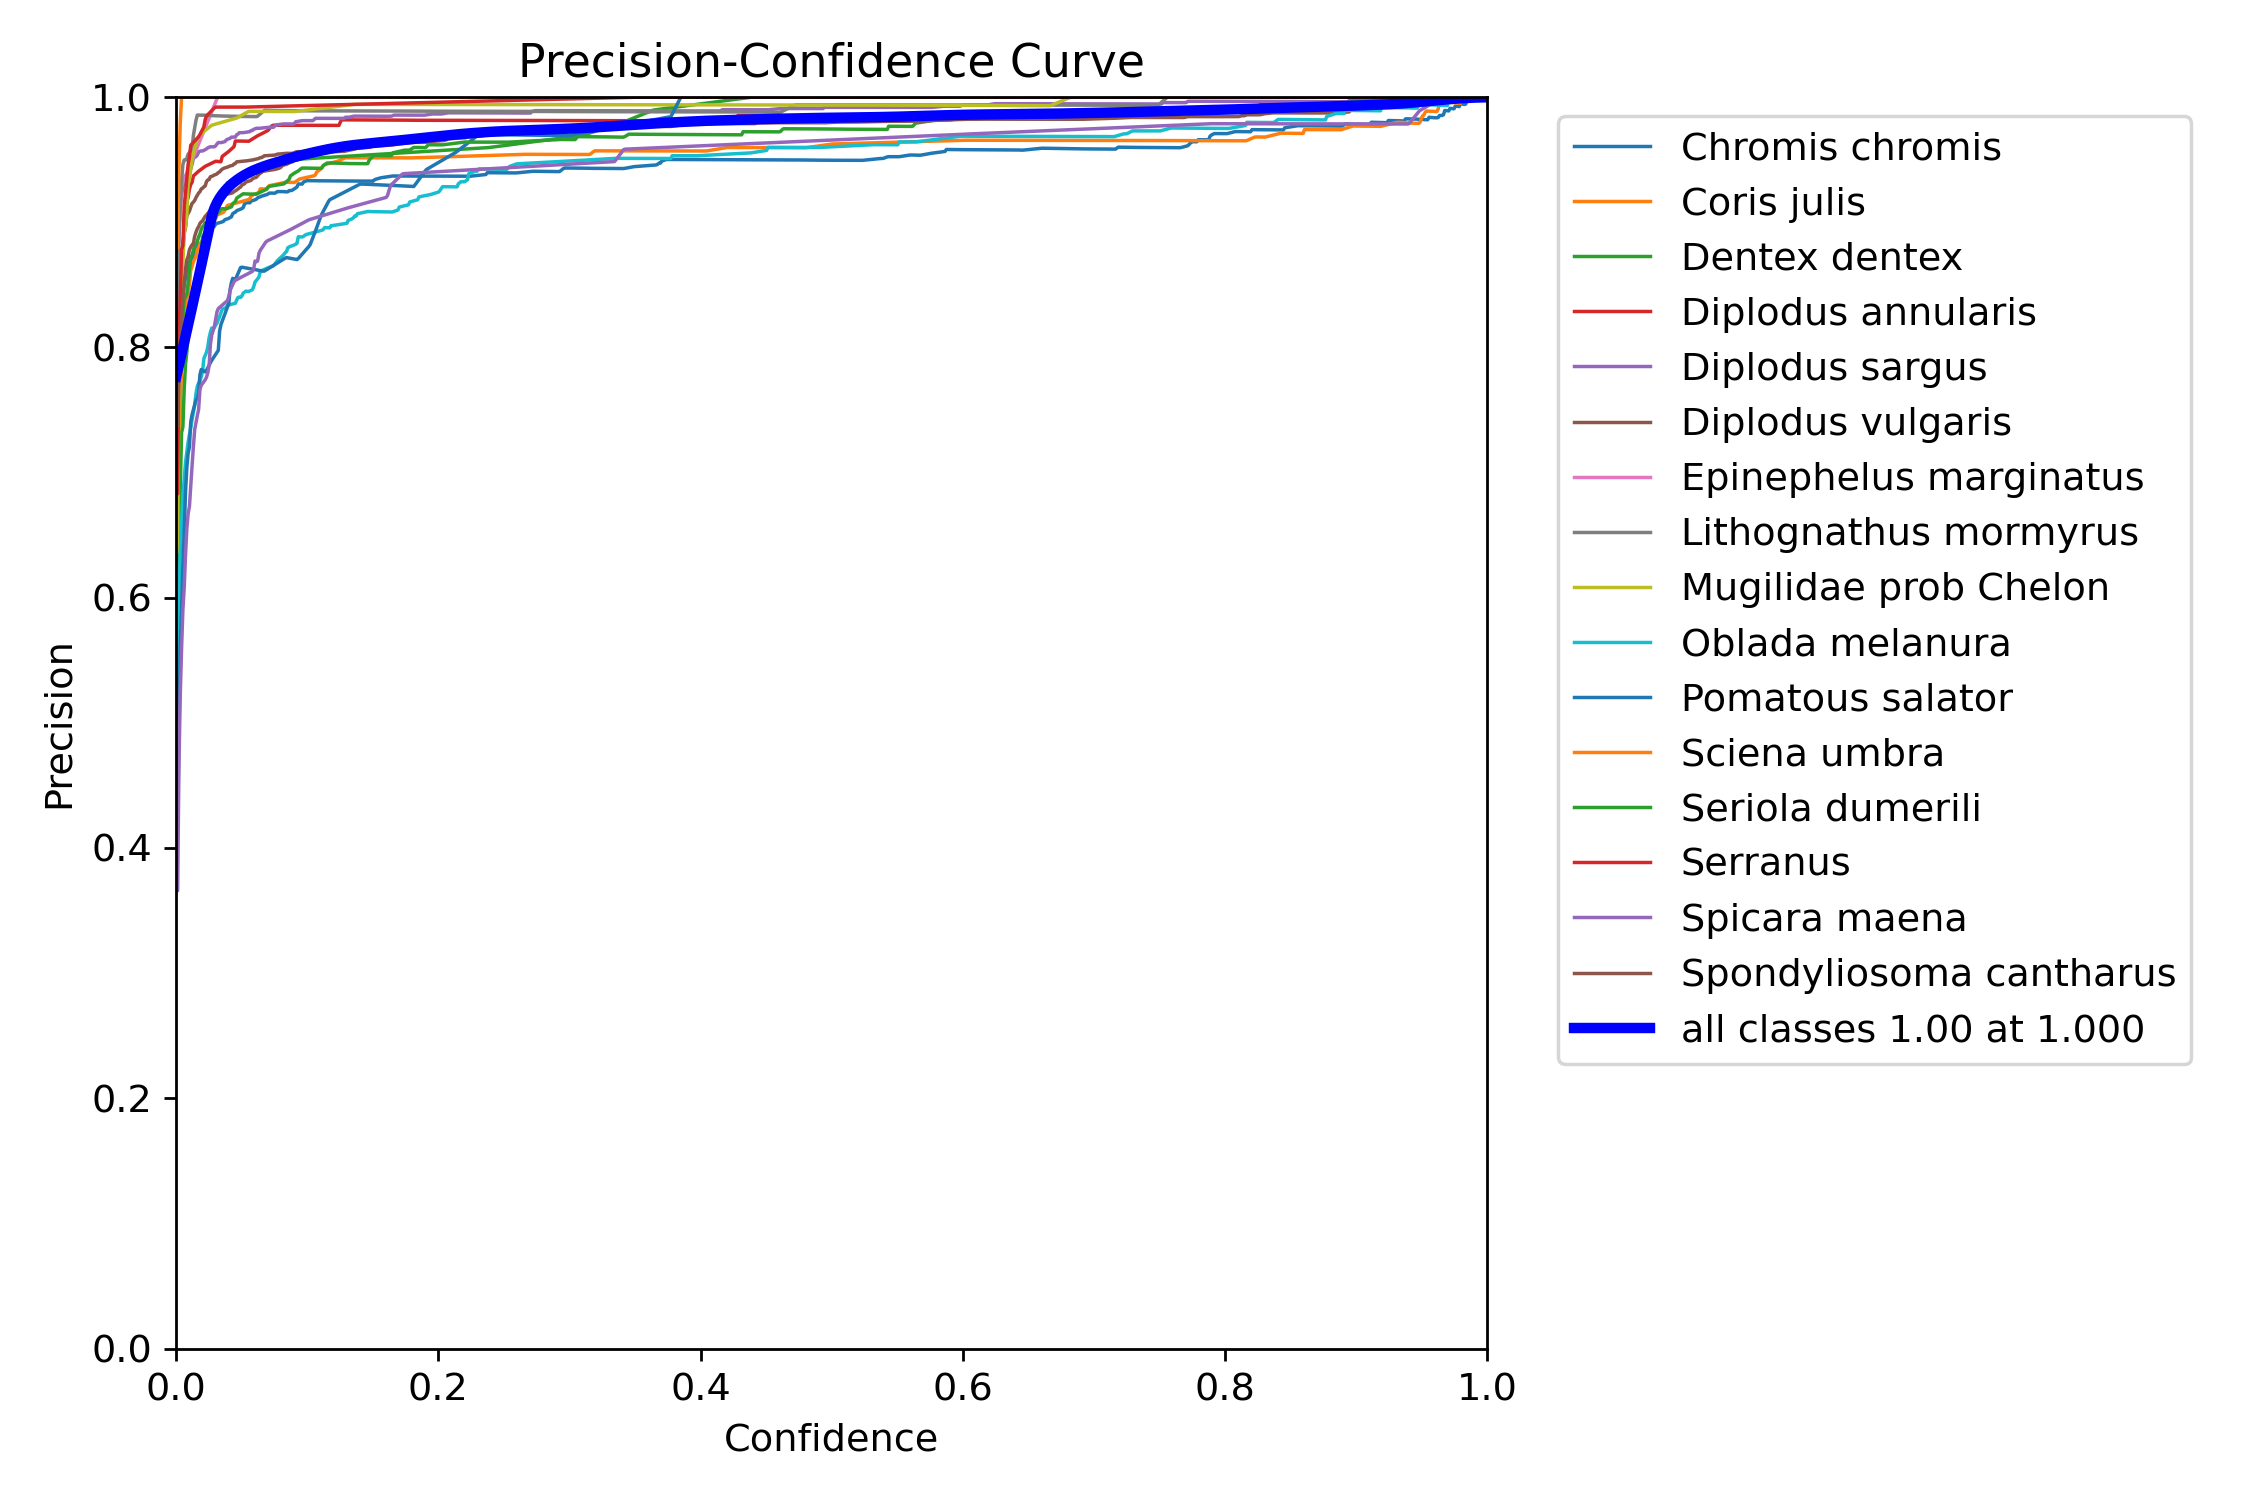 Precision-Confidence Curve
1.0
0.8
0.6
0.4
0.2
0.0
Precision
0.0 0.2 0.4 0.6 0.8 1.0
Confidence
Chromis chromis
Coris julis
Dentex dentex
Diplodus annularis
Diplodus sargus
Diplodus vulgaris
Epinephelus marginatus
Lithognathus mormyrus
Mugilidae prob Chelon
Oblada melanura
Pomatous salator
Sciena umbra
Seriola dumerili
Serranus
Spicara maena
Spondyliosoma cantharus
all classes 1.00 at 1.000